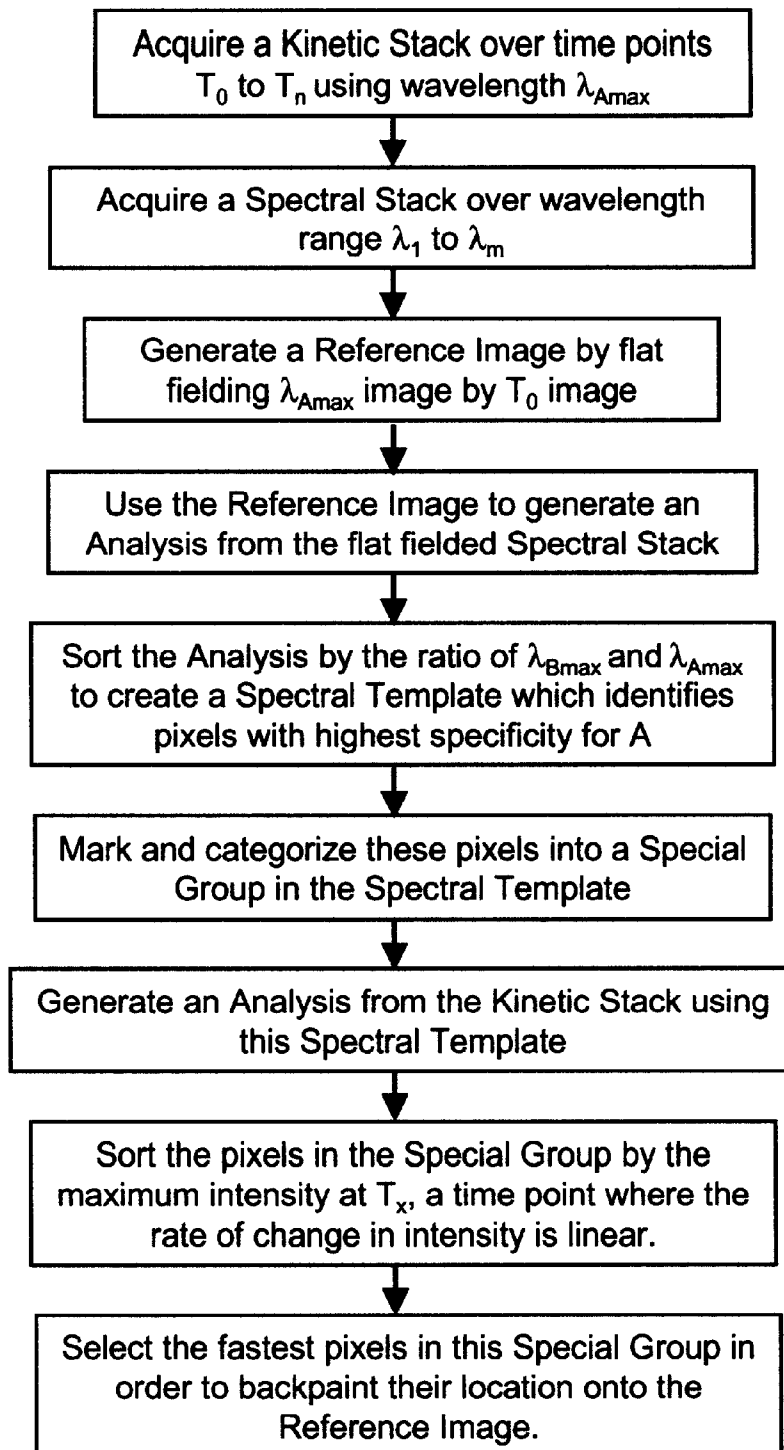 Acquire a Kinetic Stack over time points
T₀ to Tₙ using wavelength λ_Amax
Acquire a Spectral Stack over wavelength
range λ₁ to λₘ
Generate a Reference Image by flat
fielding λ_Amax image by T₀ image
Use the Reference Image to generate an
Analysis from the flat fielded Spectral Stack
Sort the Analysis by the ratio of λ_Bmax and λ_Amax
to create a Spectral Template which identifies
pixels with highest specificity for A
Mark and categorize these pixels into a Special
Group in the Spectral Template
Generate an Analysis from the Kinetic Stack using
this Spectral Template
Sort the pixels in the Special Group by the
maximum intensity at Tₓ, a time point where the
rate of change in intensity is linear.
Select the fastest pixels in this Special Group in
order to backpaint their location onto the
Reference Image.